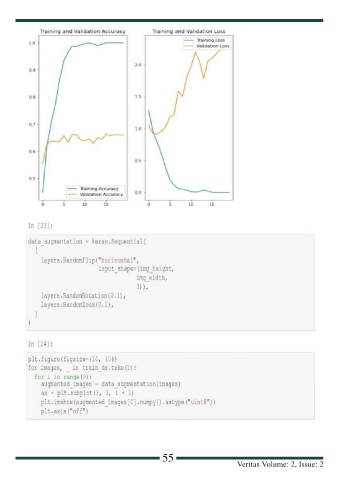 Training and Validation Accuracy
Training and Validation Loss
1.0
0.9
0.8
0.7
0.6
0.5
0
5
10
15
Training Accuracy
Validation Accuracy
2.0
1.5
1.0
0.5
0.0
0
5
10
15
Training Loss
Validation Loss
In [23]:
data_augmentation = keras.Sequential(
[
layers.RandomFlip("horizontal",
input_shape=(img_height,
img_width,
3)),
layers.RandomRotation(0.1),
layers.RandomZoom(0.1),
]
)
In [24]:
plt.figure(figsize=(10, 10))
for images, _ in train_ds.take(1):
for i in range(9):
augmented_images = data_augmentation(images)
ax = plt.subplot(3, 3, i + 1)
plt.imshow(augmented_images[0].numpy().astype("uint8"))
plt.axis("off")
55
Veritas Volume: 2, Issue: 2